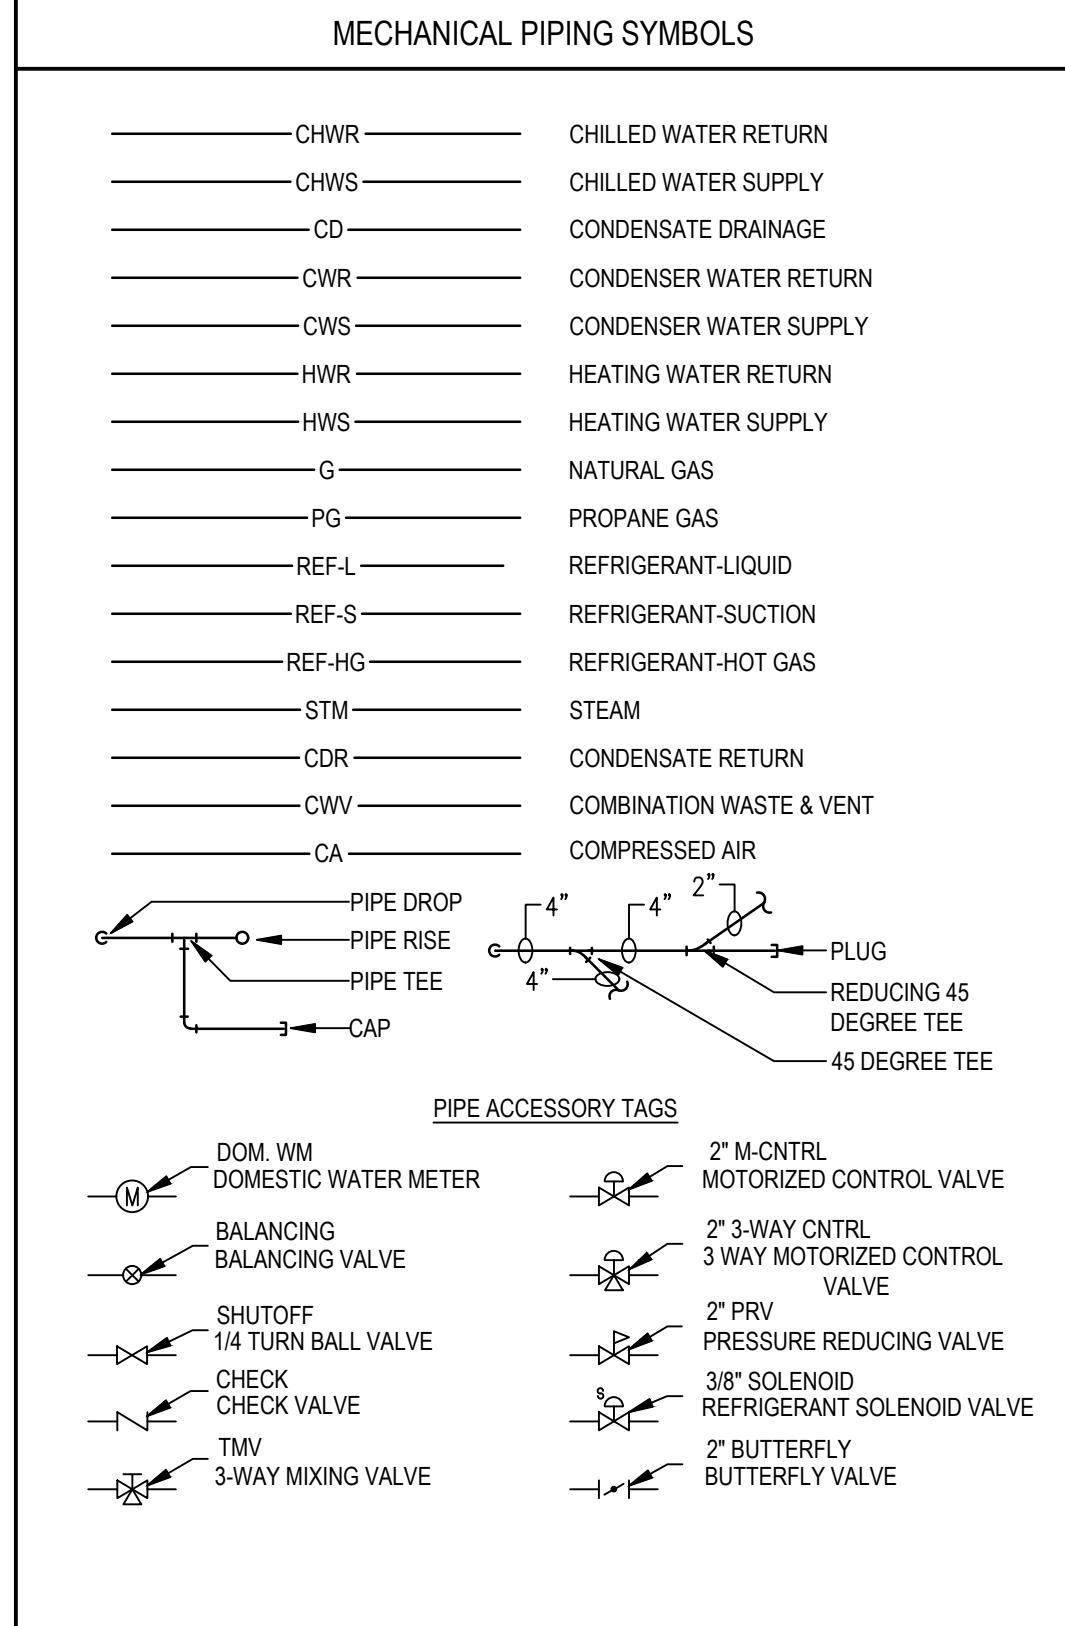 MECHANICAL PIPING SYMBOLS
CHWR CHILLED WATER RETURN
CHWS CHILLED WATER SUPPLY
CD CONDENSATE DRAINAGE
CWR CONDENSER WATER RETURN
CWS CONDENSER WATER SUPPLY
HWR HEATING WATER RETURN
HWS HEATING WATER SUPPLY
G NATURAL GAS
PG PROPANE GAS
REF-L REFRIGERANT-LIQUID
REF-S REFRIGERANT-SUCTION
REF-HG REFRIGERANT-HOT GAS
STM STEAM
CDR CONDENSATE RETURN
CWV COMBINATION WASTE & VENT
CA COMPRESSED AIR
PIPE DROP
PIPE RISE
PIPE TEE
CAP
4"
4"
2"
4"
PLUG
REDUCING 45
DEGREE TEE
45 DEGREE TEE
PIPE ACCESSORY TAGS
M
DOM. WM
DOMESTIC WATER METER
BALANCING
BALANCING VALVE
SHUTOFF
1/4 TURN BALL VALVE
CHECK
CHECK VALVE
TMV
3-WAY MIXING VALVE
2" M-CNTRL
MOTORIZED CONTROL VALVE
2" 3-WAY CNTRL
3 WAY MOTORIZED CONTROL
VALVE
2" PRV
PRESSURE REDUCING VALVE
S
3/8" SOLENOID
REFRIGERANT SOLENOID VALVE
2" BUTTERFLY
BUTTERFLY VALVE